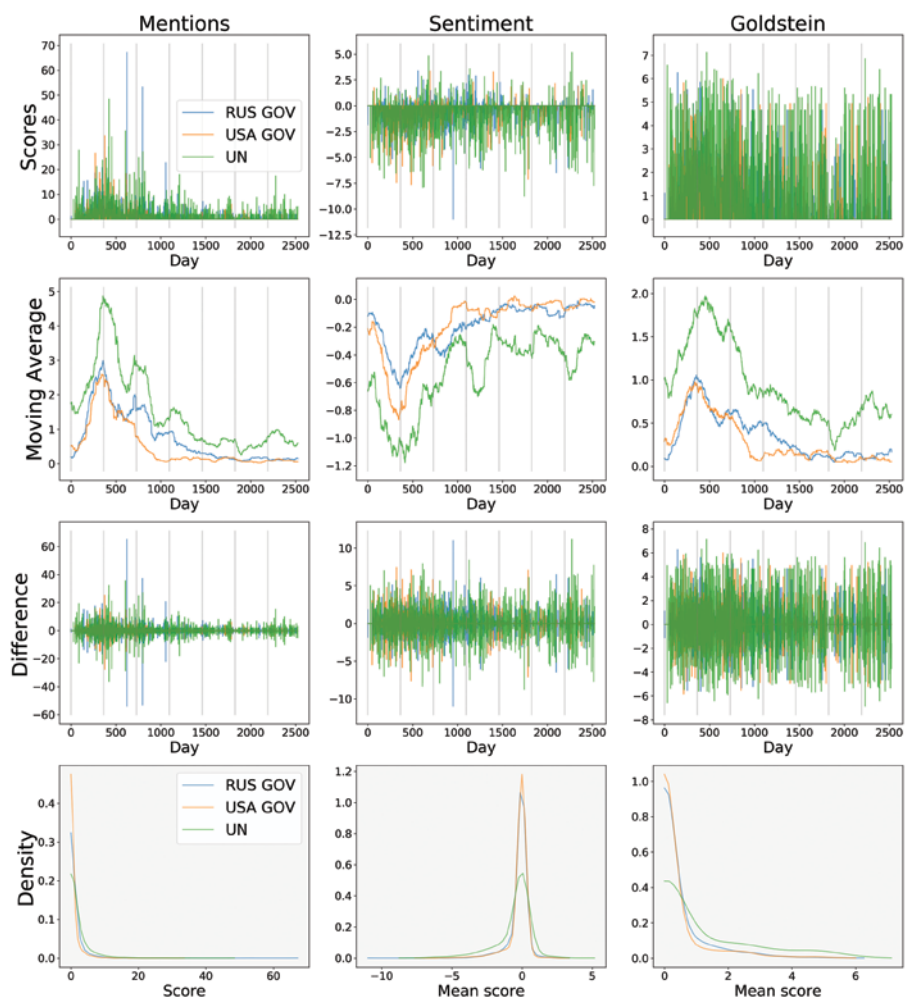 Mentions
Sentiment
Goldstein
Scores
70
60
50
40
30
20
10
0
RUS GOV
USA GOV
UN
0 500 1000 1500 2000 2500
Day
5.0
2.5
0.0
−2.5
−5.0
−7.5
−10.0
−12.5
0 500 1000 1500 2000 2500
Day
7
6
5
4
3
2
1
0
0 500 1000 1500 2000 2500
Day
Moving Average
5
4
3
2
1
0
0 500 1000 1500 2000 2500
Day
0.0
−0.2
−0.4
−0.6
−0.8
−1.0
−1.2
0 500 1000 1500 2000 2500
Day
2.0
1.5
1.0
0.5
0.0
0 500 1000 1500 2000 2500
Day
Difference
60
40
20
0
−20
−40
−60
0 500 1000 1500 2000 2500
Day
10
5
0
−5
−10
0 500 1000 1500 2000 2500
Day
8
6
4
2
0
−2
−4
−6
−8
0 500 1000 1500 2000 2500
Day
Density
0.4
0.3
0.2
0.1
0.0
RUS GOV
USA GOV
UN
0 20 40 60
Score
1.2
1.0
0.8
0.6
0.4
0.2
0.0
−10 −5 0 5
Mean score
1.0
0.8
0.6
0.4
0.2
0.0
0 2 4 6
Mean score